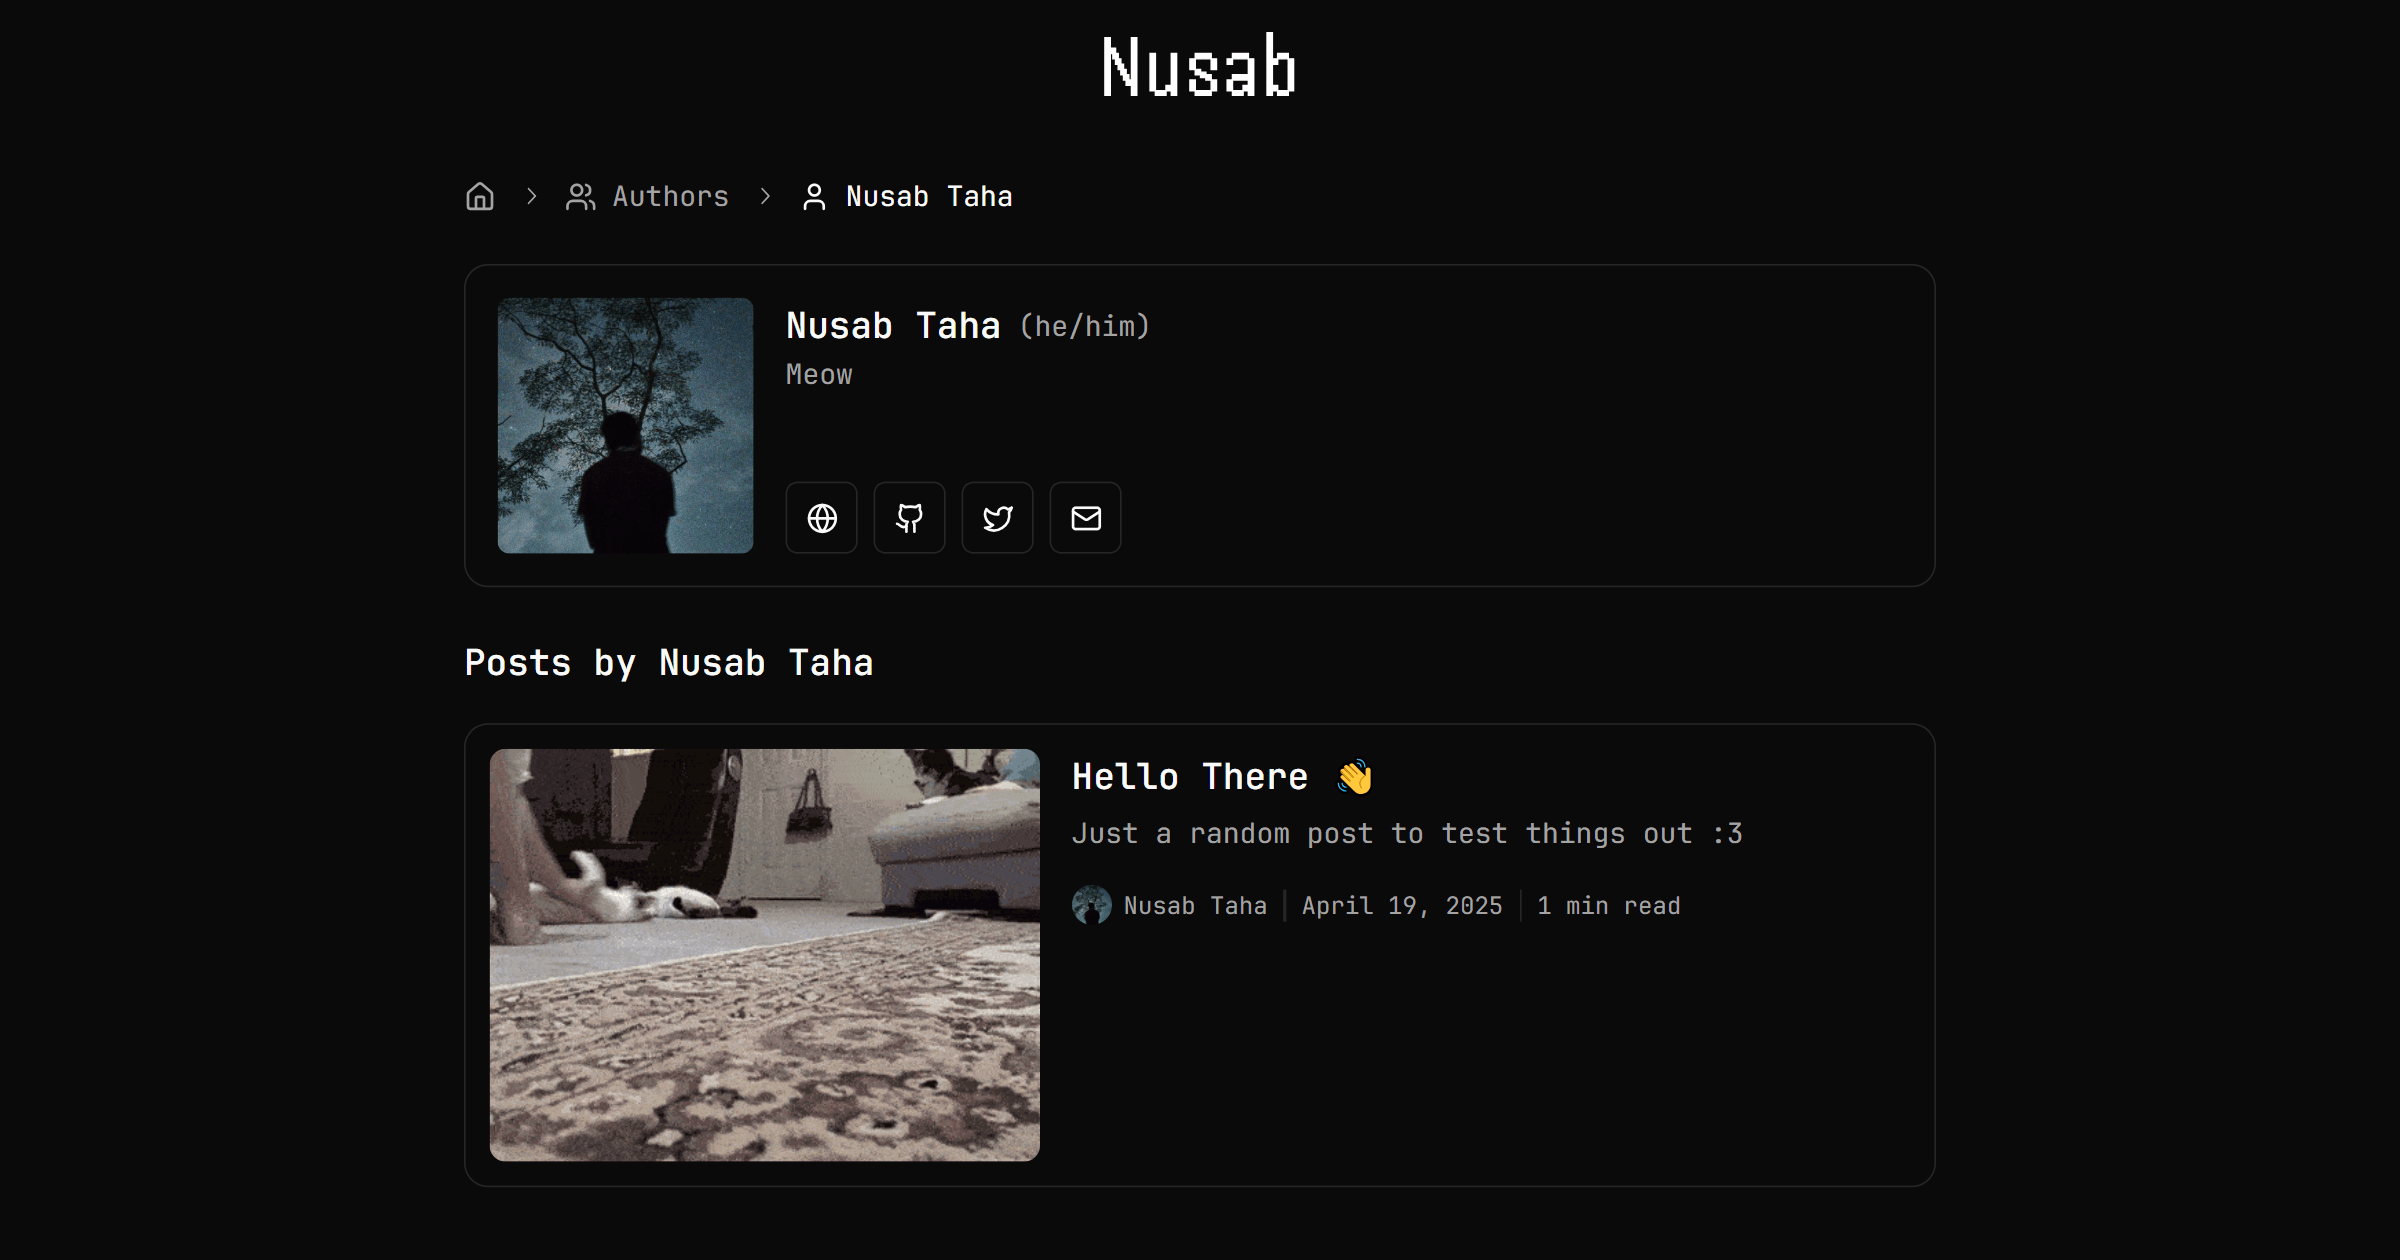 Nusab
Authors
Nusab Taha
Nusab Taha (he/him)
Meow
Posts by Nusab Taha
Hello There 👋
Just a random post to test things out :3
Nusab Taha | April 19, 2025 | 1 min read